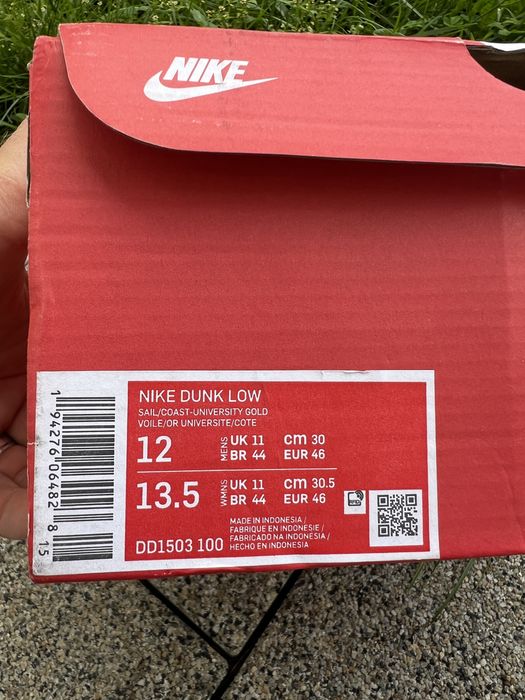 NIKE
NIKE DUNK LOW
SAIL/COAST-UNIVERSITY GOLD
VOILE/OR UNIVERSITE/COTE
12 MENS UK 11 cm 30
BR 44 EUR 46
13.5 WMNS UK 11 cm 30.5
BR 44 EUR 46
MADE IN INDONESIA /
FABRIQUE EN INDONESIE /
FABRICADO NA INDONÉSIA /
DD1503 100 HECHO EN INDONESIA
1 94276 06482 8 15